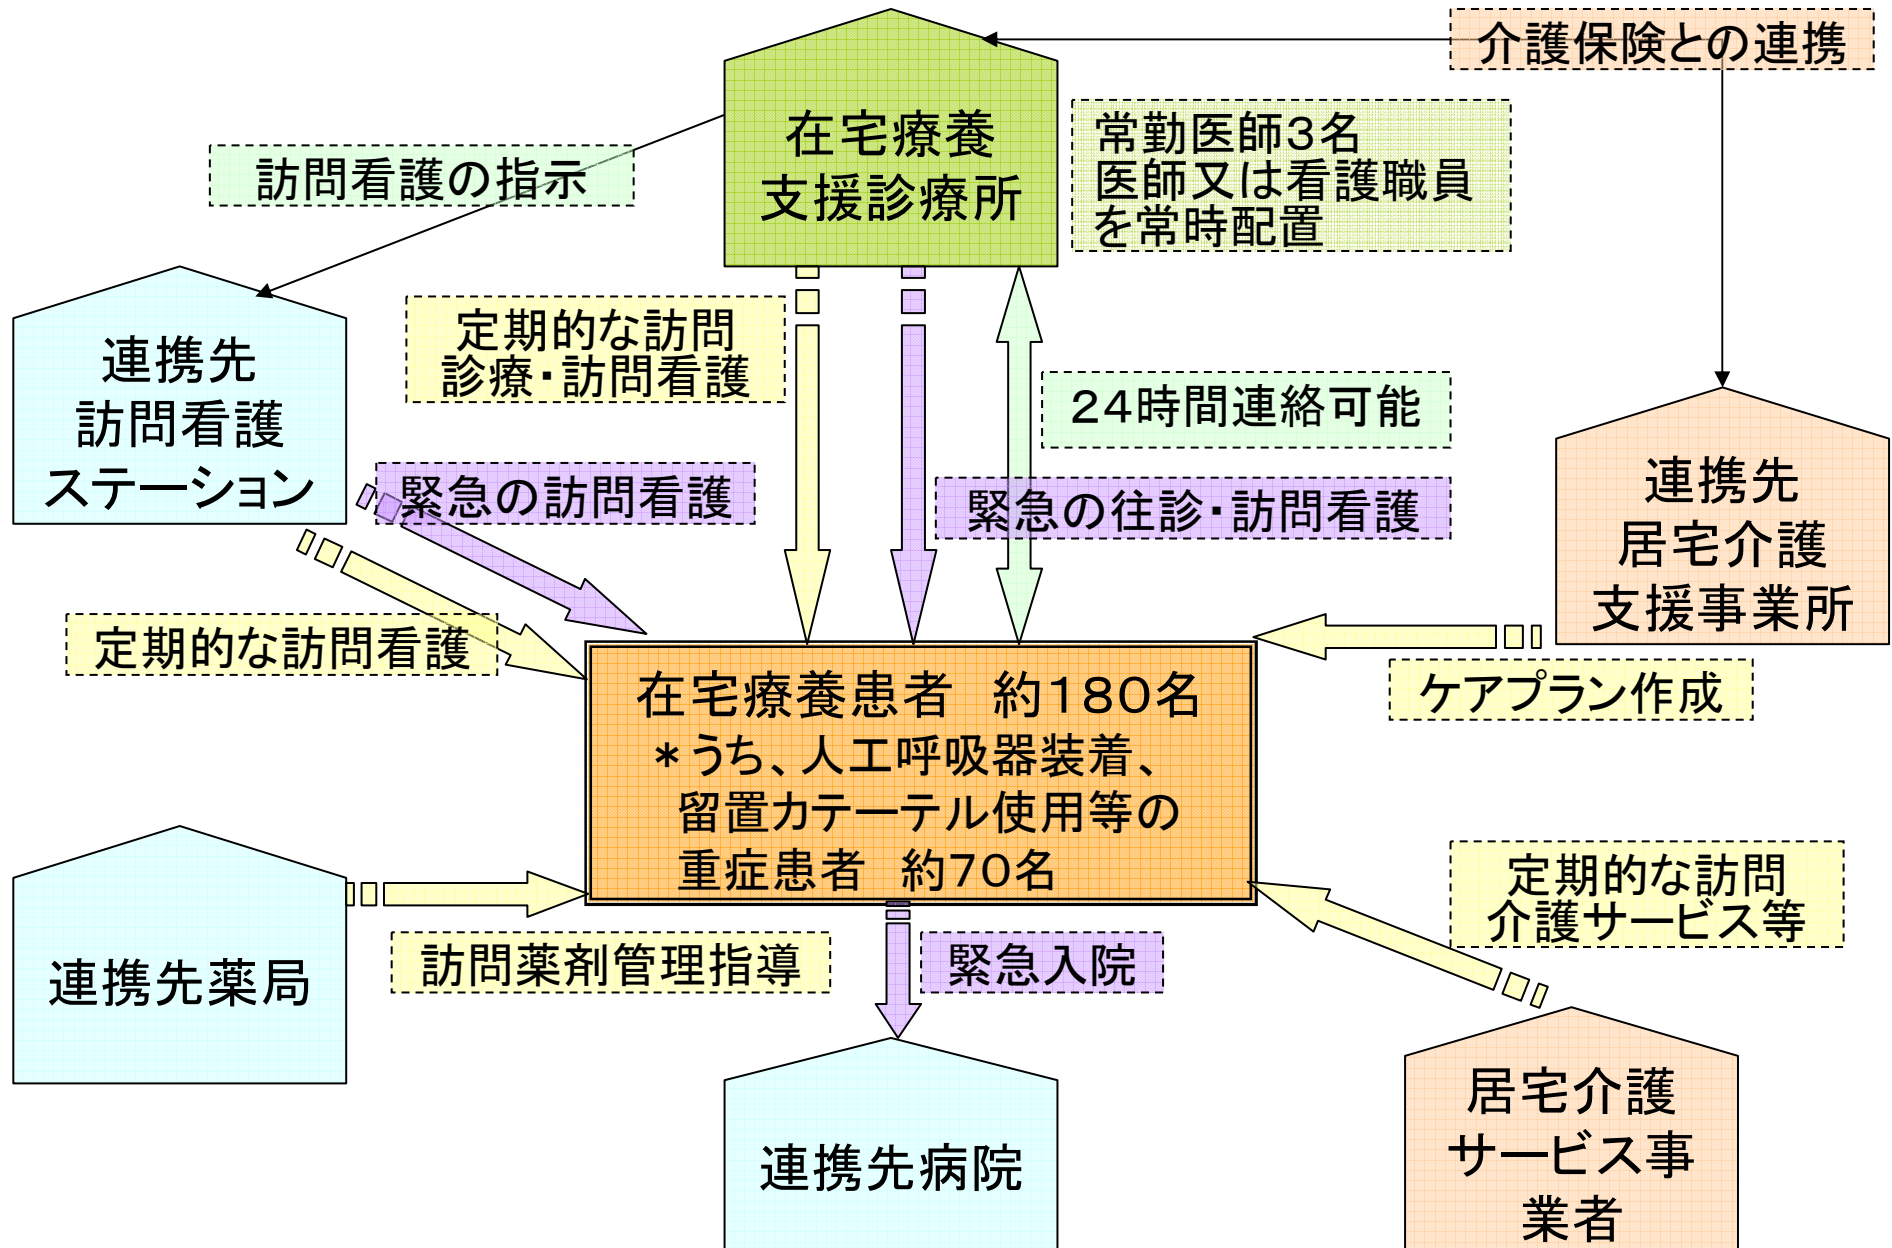 介護保険との連携
在宅療養
支援診療所
常勤医師3名
医師又は看護職員
を常時配置
訪問看護の指示
連携先
訪問看護
ステーション
定期的な訪問
診療・訪問看護
24時間連絡可能
緊急の訪問看護
緊急の往診・訪問看護
連携先
居宅介護
支援事業所
定期的な訪問看護
ケアプラン作成
在宅療養患者　約180名
*うち、人工呼吸器装着、
留置カテーテル使用等の
重症患者　約70名
定期的な訪問
介護サービス等
連携先薬局
訪問薬剤管理指導
緊急入院
連携先病院
居宅介護
サービス事
業者